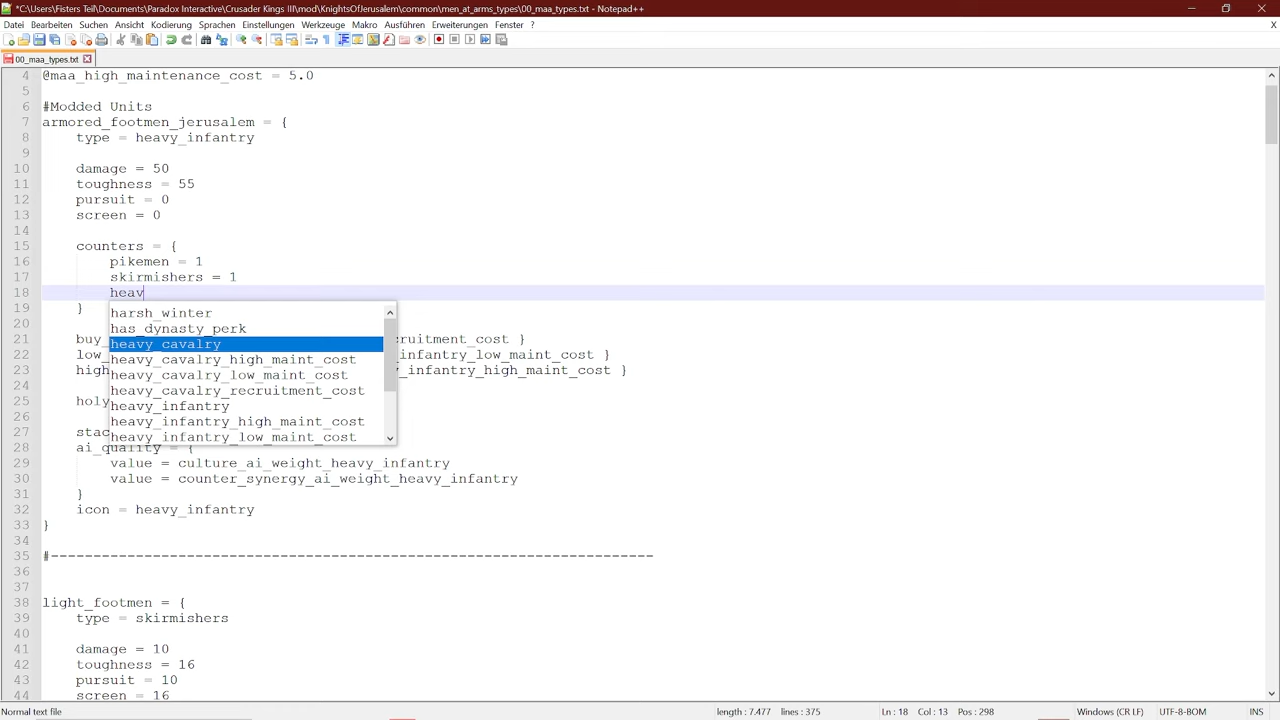 *C:\Users\Fisters Teil\Documents\Paradox Interactive\Crusader Kings III\mod\KnightsOfJerusalem\common\men_at_arms_types\00_maa_types.txt - Notepad++
Datei Bearbeiten Suchen Ansicht Kodierung Sprachen Einstellungen Werkzeuge Makro Ausführen Erweiterungen Fenster ? X
00_maa_types.txt
4 @maa_high_maintenance_cost = 5.0
5
6 #Modded Units
7 armored_footmen_jerusalem = {
8 type = heavy_infantry
9
10 damage = 50
11 toughness = 55
12 pursuit = 0
13 screen = 0
14
15 counters = {
16 pikemen = 1
17 skirmishers = 1
18 heav
19 }
harsh_winter
20
has_dynasty_perk
21 buy_ ruitment_cost }
heavy_cavalry
22 low_ infantry_low_maint_cost }
heavy_cavalry_high_maint_cost
23 high _infantry_high_maint_cost }
heavy_cavalry_low_maint_cost
24
heavy_cavalry_recruitment_cost
25 holy
heavy_infantry
26
heavy_infantry_high_maint_cost
27 stac
heavy_infantry_low_maint_cost
28 ai_quality = {
29 value = culture_ai_weight_heavy_infantry
30 value = counter_synergy_ai_weight_heavy_infantry
31 }
32 icon = heavy_infantry
33 }
34
35 #-----------------------------------------------------------------------
36
37
38 light_footmen = {
39 type = skirmishers
40
41 damage = 10
42 toughness = 16
43 pursuit = 10
44 screen = 16
Normal text file length : 7.477 lines : 375 Ln : 18 Col : 13 Pos : 298 Windows (CR LF) UTF-8-BOM INS